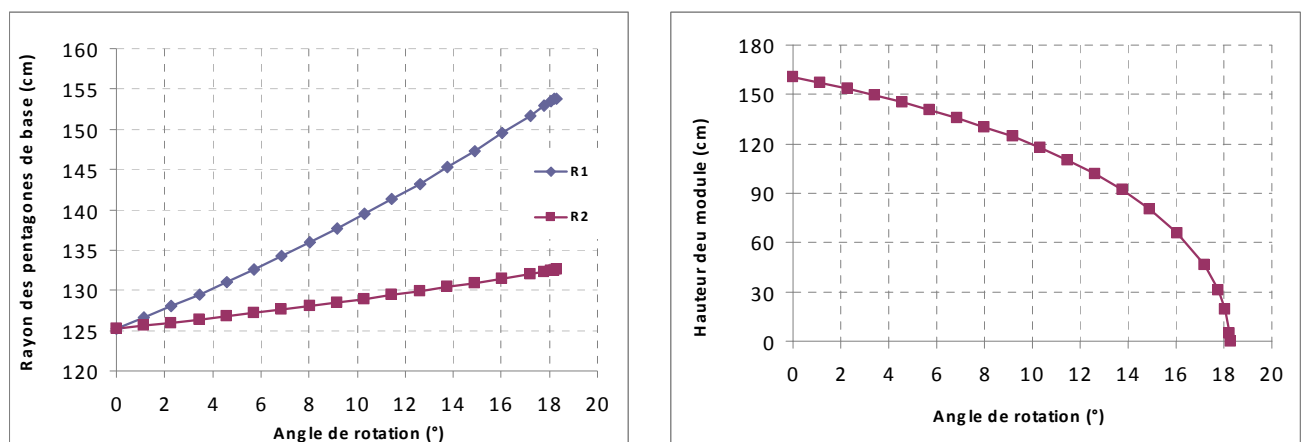 Rayon des pentagones de base (cm)
160
155
150
145
140
135
130
125
120
R1
R2
0 2 4 6 8 10 12 14 16 18 20
Angle de rotation (°)
Hauteur deu module (cm)
180
150
120
90
60
30
0
0 2 4 6 8 10 12 14 16 18 20
Angle de rotation (°)